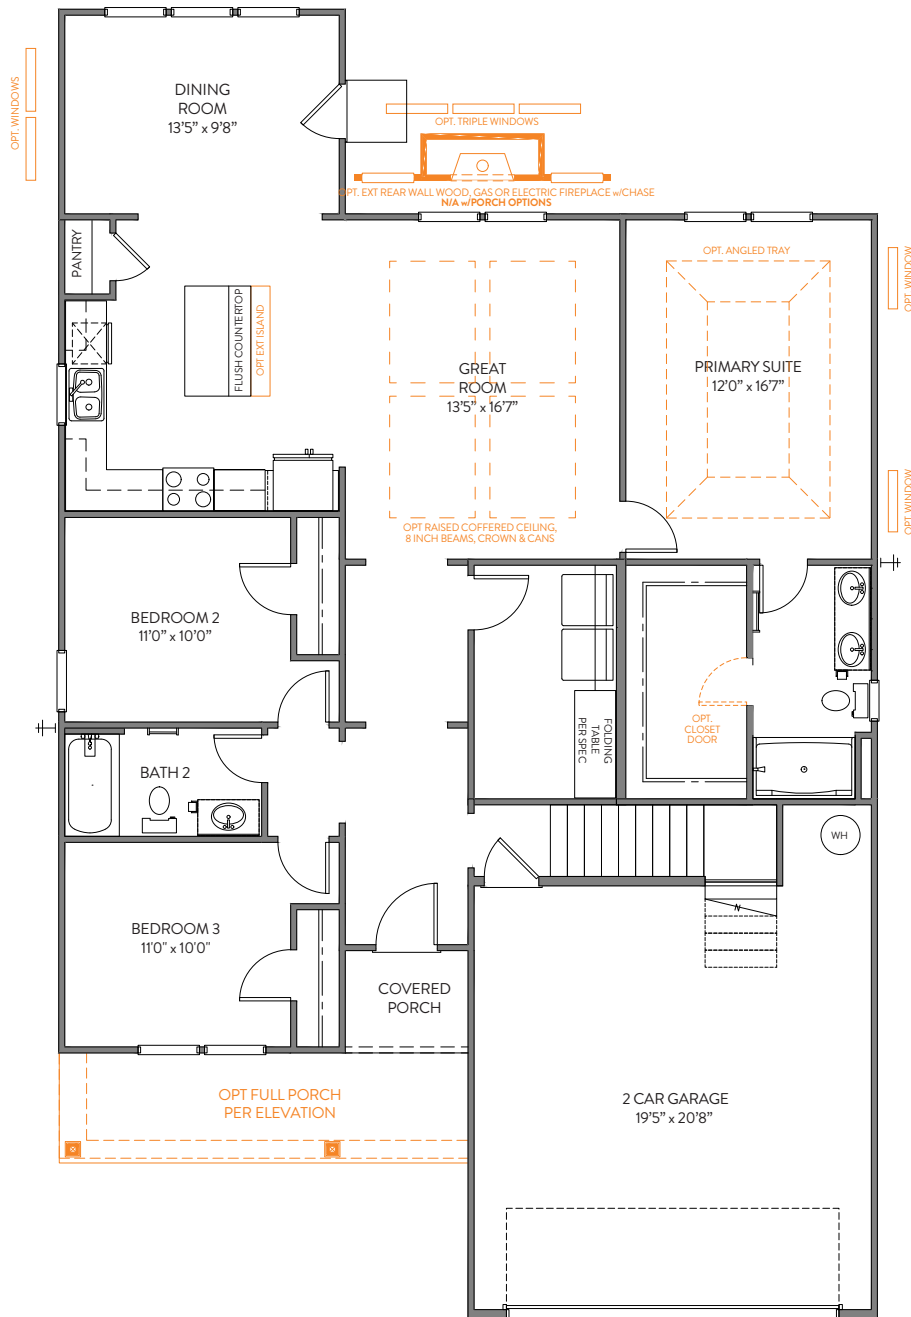 DINING
ROOM
13'5” x 9'8”
OPT. WINDOWS
OPT. TRIPLE WINDOWS
OPT. EXT REAR WALL WOOD, GAS OR ELECTRIC FIREPLACE w/CHASE
N/A w/PORCH OPTIONS
PANTRY
OPT. ANGLED TRAY
OPT. WINDOW
FLUSH COUNTERTOP
OPT EXT ISLAND
GREAT
ROOM
13'5” x 16'7”
PRIMARY SUITE
12'0” x 16'7”
OPT. WINDOW
OPT RAISED COFFERED CEILING,
8 INCH BEAMS, CROWN & CANS
BEDROOM 2
11'0” x 10'0”
OPT.
CLOSET
DOOR
FOLDING
TABLE
PER SPEC
BATH 2
WH
BEDROOM 3
11'0" x 10'0"
COVERED
PORCH
OPT FULL PORCH
PER ELEVATION
2 CAR GARAGE
19'5” x 20'8”